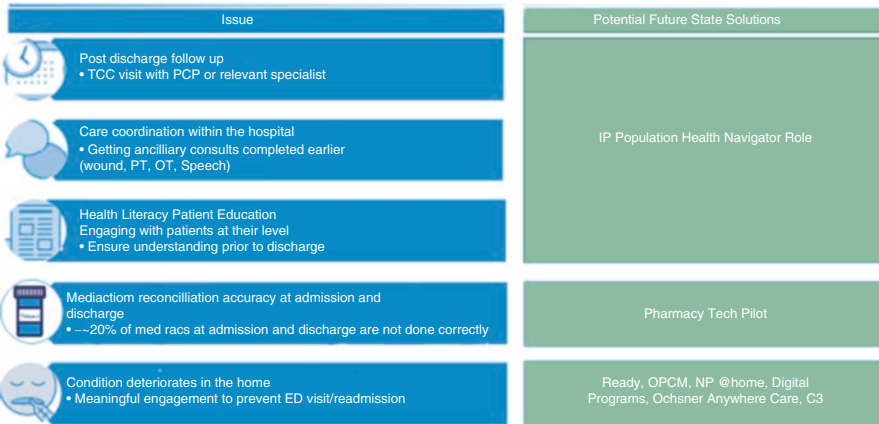 Issue
Potential Future State Solutions
Post discharge follow up
• TCC visit with PCP or relevant specialist
Care coordination within the hospital
• Getting ancilliary consults completed earlier
(wound, PT, OT, Speech)
Health Literacy Patient Education
Engaging with patients at their level
• Ensure understanding prior to discharge
IP Population Health Navigator Role
Mediactiom reconcilliation accuracy at admission and
discharge
• ~~20% of med racs at admission and discharge are not done correctly
Pharmacy Tech Pilot
Condition deteriorates in the home
• Meaningful engagement to prevent ED visit/readmission
Ready, OPCM, NP @home, Digital
Programs, Ochsner Anywhere Care, C3